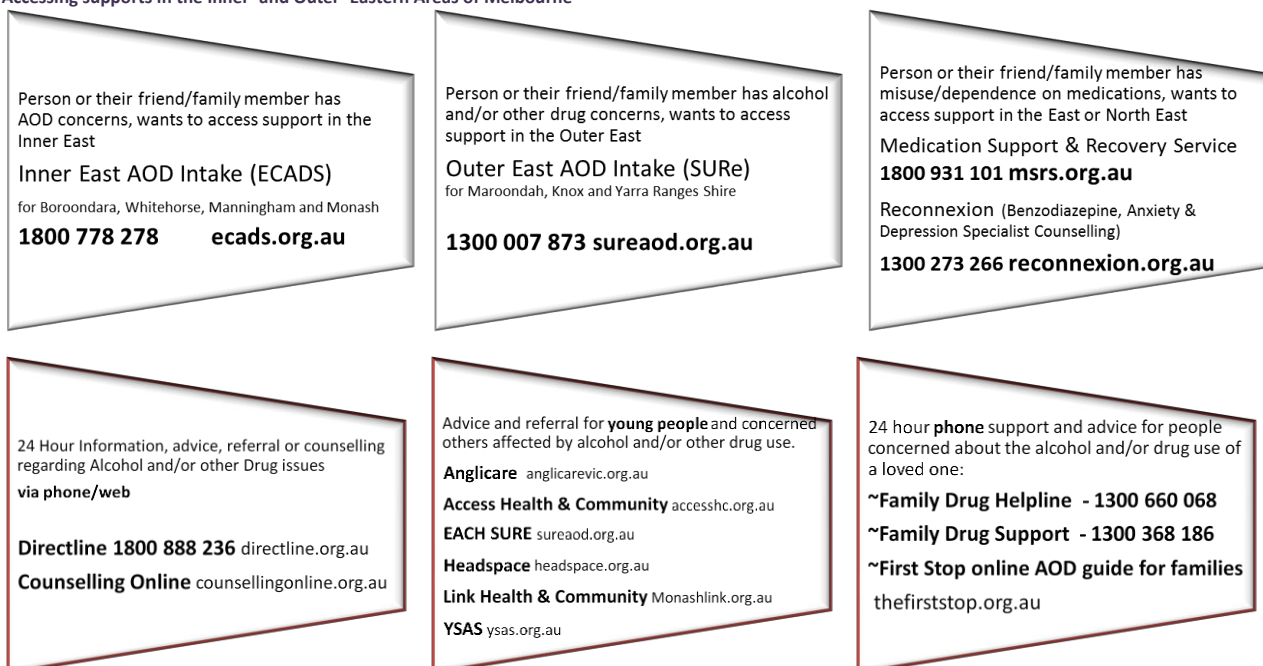 Accessing supports in the Inner and Outer Eastern Areas of Melbourne
Person or their friend/family member has
AOD concerns, wants to access support in the
Inner East
Inner East AOD Intake (ECADS)
for Boroondara, Whitehorse, Manningham and Monash
1800 778 278 ecads.org.au
Person or their friend/family member has alcohol
and/or other drug concerns, wants to access
support in the Outer East
Outer East AOD Intake (SURe)
for Maroondah, Knox and Yarra Ranges Shire
1300 007 873 sureaod.org.au
Person or their friend/family member has
misuse/dependence on medications, wants to
access support in the East or North East
Medication Support & Recovery Service
1800 931 101 msrs.org.au
Reconnexion (Benzodiazepine, Anxiety &
Depression Specialist Counselling)
1300 273 266 reconnexion.org.au
24 Hour Information, advice, referral or counselling
regarding Alcohol and/or other Drug issues
via phone/web
Directline 1800 888 236 directline.org.au
Counselling Online counsellingonline.org.au
Advice and referral for young people and concerned
others affected by alcohol and/or other drug use.
Anglicare anglicarevic.org.au
Access Health & Community accesshc.org.au
EACH SURE sureaod.org.au
Headspace headspace.org.au
Link Health & Community Monashlink.org.au
YSAS ysas.org.au
24 hour phone support and advice for people
concerned about the alcohol and/or drug use of
a loved one:
~Family Drug Helpline - 1300 660 068
~Family Drug Support - 1300 368 186
~First Stop online AOD guide for families
thefirststop.org.au